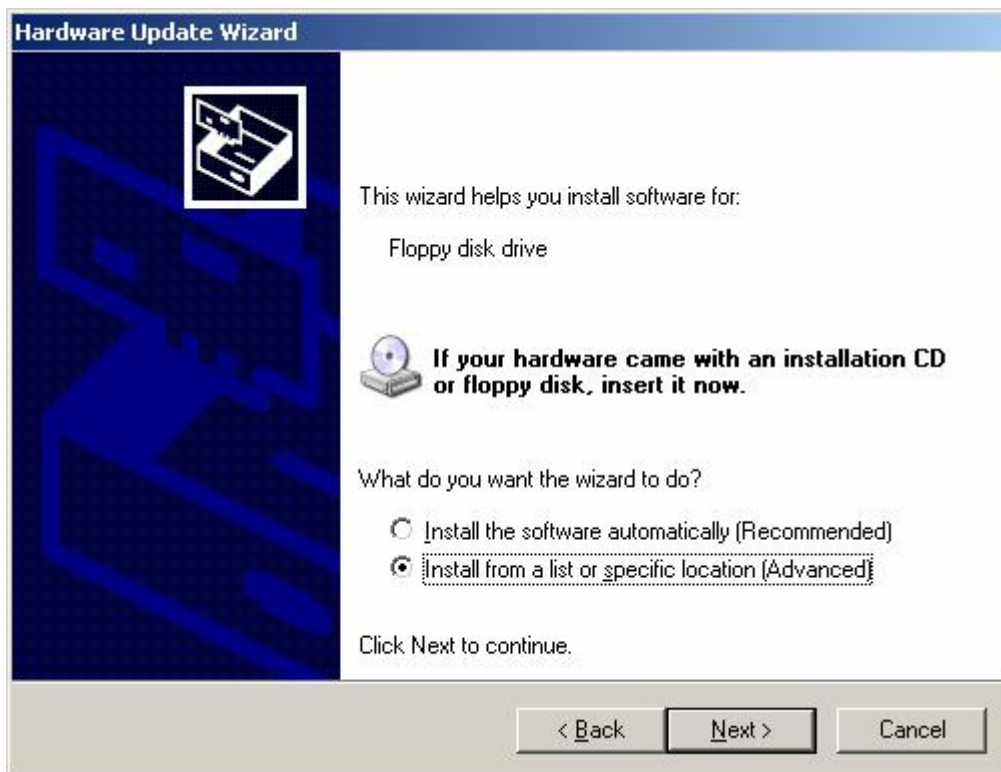 Hardware Update Wizard
This wizard helps you install software for:
Floppy disk drive
If your hardware came with an installation CD
or floppy disk, insert it now.
What do you want the wizard to do?
Install the software automatically (Recommended)
Install from a list or specific location (Advanced)
Click Next to continue.
< Back
Next >
Cancel